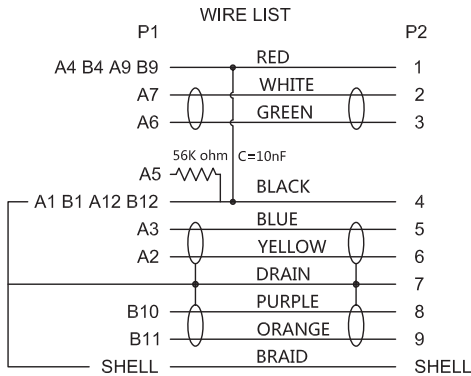 WIRE LIST
P1 P2
A4 B4 A9 B9 RED 1
A7 WHITE 2
A6 GREEN 3
A5 56K ohm C=10nF
A1 B1 A12 B12 BLACK 4
A3 BLUE 5
A2 YELLOW 6
DRAIN 7
B10 PURPLE 8
B11 ORANGE 9
SHELL BRAID SHELL